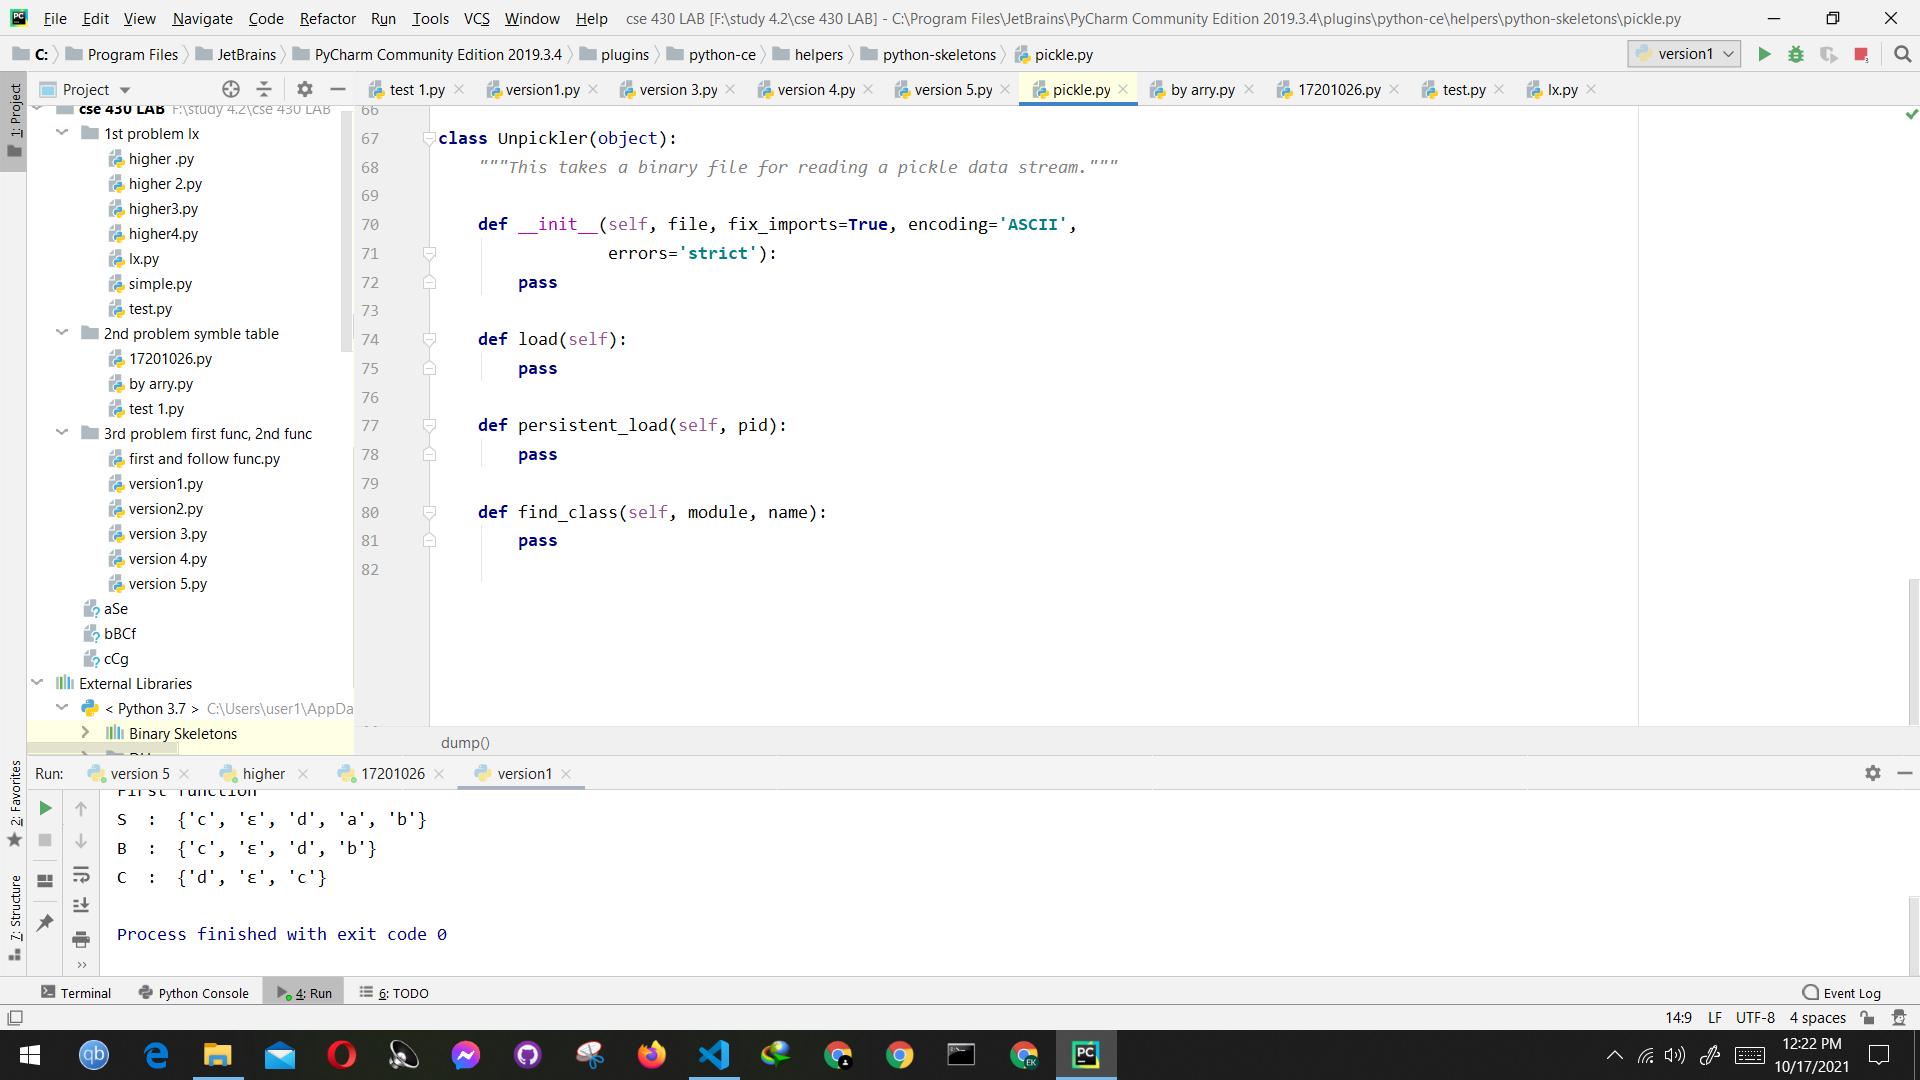 File Edit View Navigate Code Refactor Run Tools VCS Window Help cse 430 LAB [F:\study 4.2\cse 430 LAB] - C:\Program Files\JetBrains\PyCharm Community Edition 2019.3.4\plugins\python-ce\helpers\python-skeletons\pickle.py
C: Program Files JetBrains PyCharm Community Edition 2019.3.4 plugins python-ce helpers python-skeletons pickle.py version1
Project test 1.py version1.py version 3.py version 4.py version 5.py pickle.py by arry.py 17201026.py test.py lx.py
1: Project
cse 430 LAB F:\study 4.2\cse 430 LAB
1st problem lx
higher .py
higher 2.py
higher3.py
higher4.py
lx.py
simple.py
test.py
2nd problem symble table
17201026.py
by arry.py
test 1.py
3rd problem first func, 2nd func
first and follow func.py
version1.py
version2.py
version 3.py
version 4.py
version 5.py
aSe
bBCf
cCg
External Libraries
< Python 3.7 > C:\Users\user1\AppDa
Binary Skeletons
66
67 class Unpickler(object):
68 """This takes a binary file for reading a pickle data stream."""
69
70 def __init__(self, file, fix_imports=True, encoding='ASCII',
71 errors='strict'):
72 pass
73
74 def load(self):
75 pass
76
77 def persistent_load(self, pid):
78 pass
79
80 def find_class(self, module, name):
81 pass
82
dump()
2: Favorites
7: Structure
Run: version 5 higher 17201026 version1
First function
S : {'c', 'ε', 'd', 'a', 'b'}
B : {'c', 'ε', 'd', 'b'}
C : {'d', 'ε', 'c'}
Process finished with exit code 0
Terminal Python Console 4: Run 6: TODO Event Log
14:9 LF UTF-8 4 spaces
12:22 PM
10/17/2021